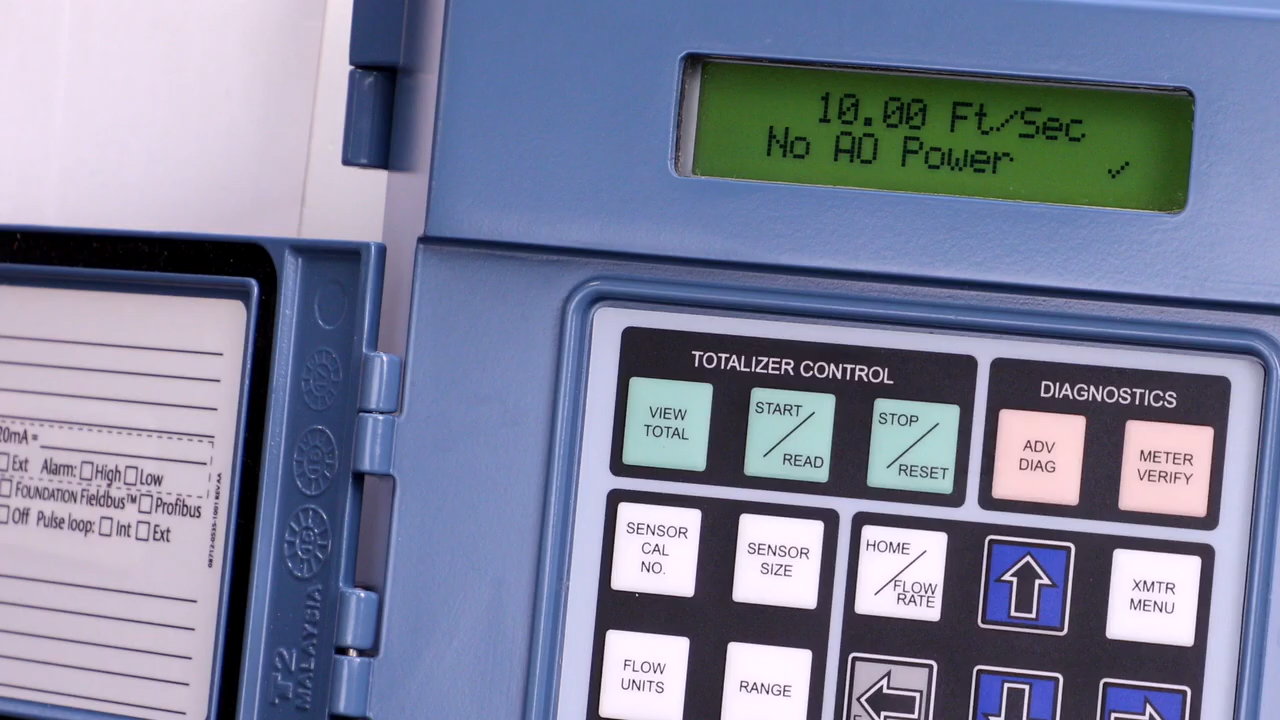 10.00 Ft/Sec
No AO Power ✓
TOTALIZER CONTROL
VIEW
TOTAL
START/
READ
STOP/
RESET
DIAGNOSTICS
ADV
DIAG
METER
VERIFY
SENSOR
CAL
NO.
SENSOR
SIZE
HOME/
FLOW
RATE
XMTR
MENU
FLOW
UNITS
RANGE
20mA =
Ext Alarm: High Low
FOUNDATION Fieldbus™ Profibus
Off Pulse loop: Int Ext
T2
MALAYSIA